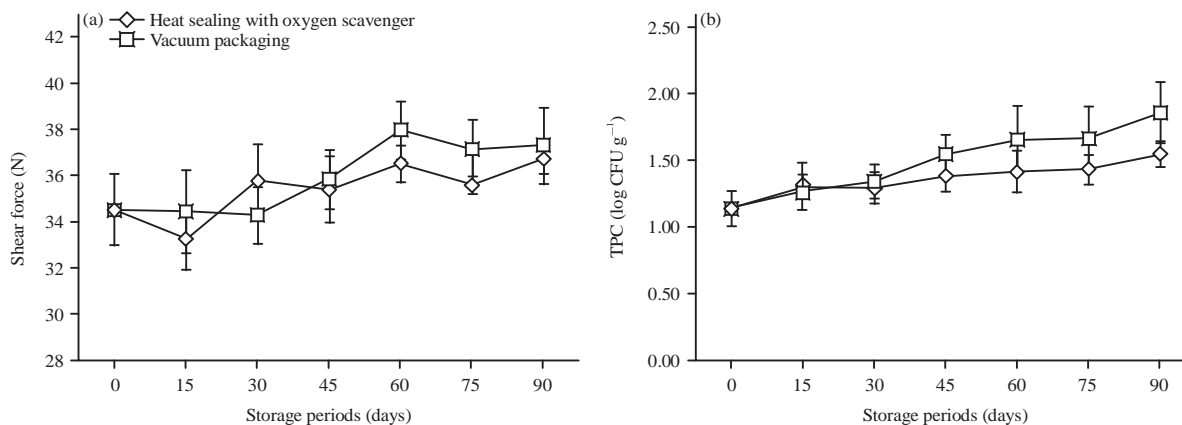 (a)
Heat sealing with oxygen scavenger
Vacuum packaging
42
40
38
36
34
32
30
28
Shear force (N)
0 15 30 45 60 75 90
Storage periods (days)
(b)
2.50
2.00
1.50
1.00
0.50
0.00
TPC (log CFU g⁻¹)
0 15 30 45 60 75 90
Storage periods (days)